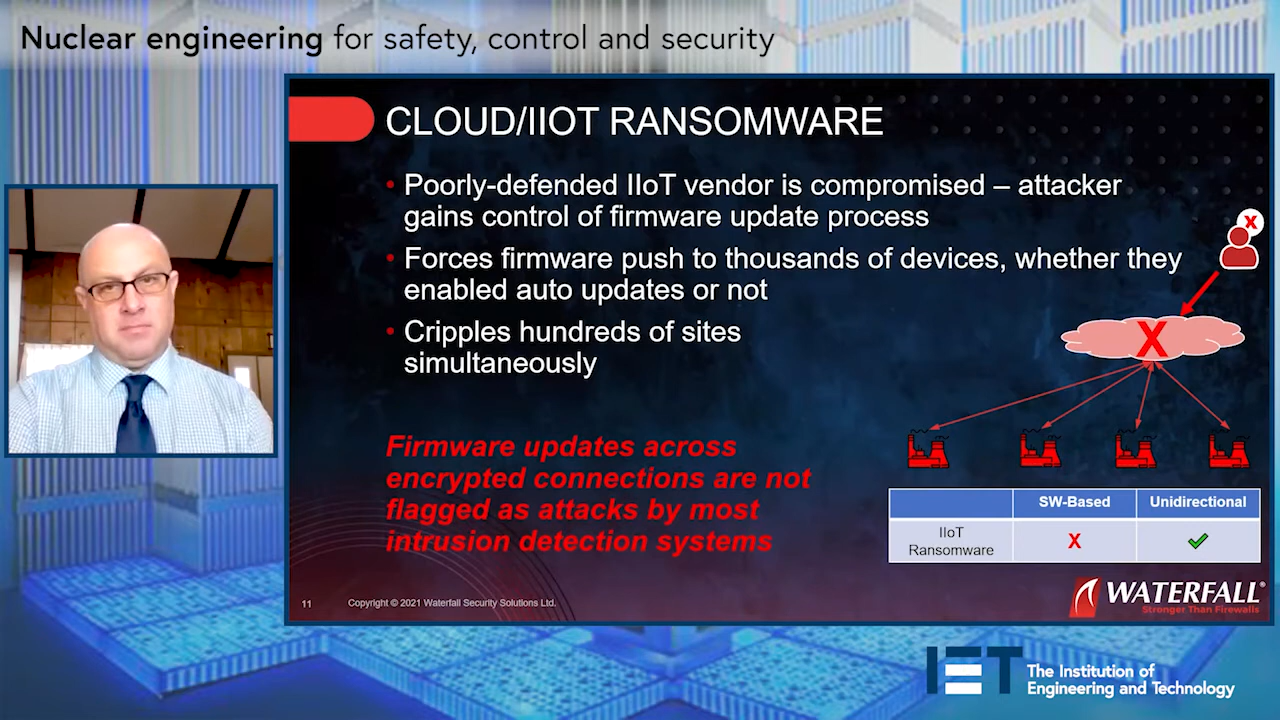 Nuclear engineering for safety, control and security
CLOUD/IIOT RANSOMWARE
• Poorly-defended IIoT vendor is compromised – attacker
gains control of firmware update process
• Forces firmware push to thousands of devices, whether they
enabled auto updates or not
• Cripples hundreds of sites
simultaneously
Firmware updates across
encrypted connections are not
flagged as attacks by most
intrusion detection systems
X
X
SW-Based Unidirectional
IIoT
Ransomware
X
11 Copyright © 2021 Waterfall Security Solutions Ltd.
WATERFALL®
Stronger Than Firewalls
IET The Institution of
Engineering and Technology